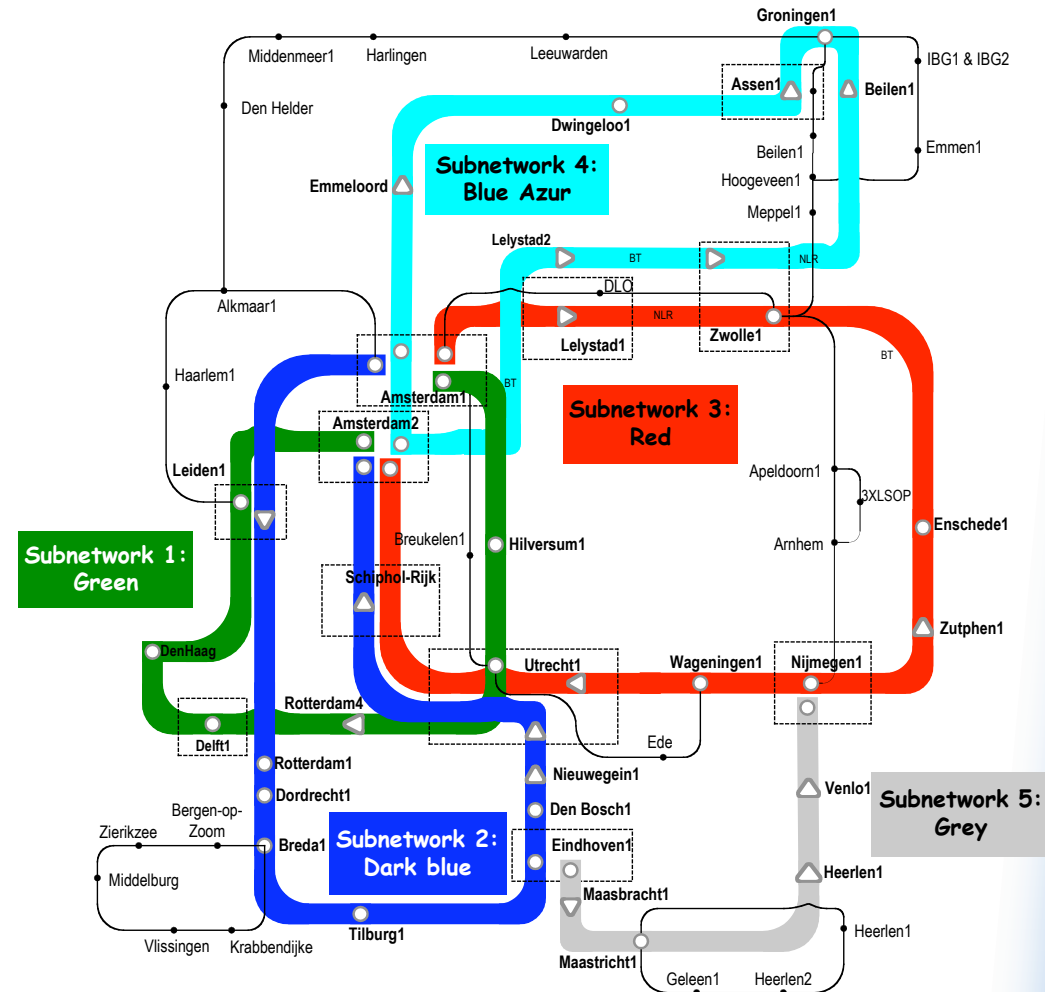 Groningen1
Middenmeer1
Harlingen
Leeuwarden
IBG1 & IBG2
Assen1
Beilen1
Den Helder
Dwingeloo1
Beilen1
Emmen1
Subnetwork 4:
Blue Azur
Emmeloord
Hoogeveen1
Meppel1
Lelystad2
BT
NLR
DLO
Alkmaar1
NLR
Zwolle1
Lelystad1
BT
Haarlem1
BT
Amsterdam1
Subnetwork 3:
Red
Amsterdam2
Leiden1
Apeldoorn1
3XLSOP
Enschede1
Breukelen1
Hilversum1
Arnhem
Subnetwork 1:
Green
Schiphol-Rijk
Zutphen1
DenHaag
Utrecht1
Wageningen1
Nijmegen1
Rotterdam4
Delft1
Ede
Rotterdam1
Nieuwegein1
Dordrecht1
Venlo1
Subnetwork 5:
Grey
Bergen-op-
Zoom
Den Bosch1
Zierikzee
Breda1
Subnetwork 2:
Dark blue
Eindhoven1
Middelburg
Heerlen1
Maasbracht1
Vlissingen
Krabbendijke
Tilburg1
Heerlen1
Maastricht1
Geleen1
Heerlen2